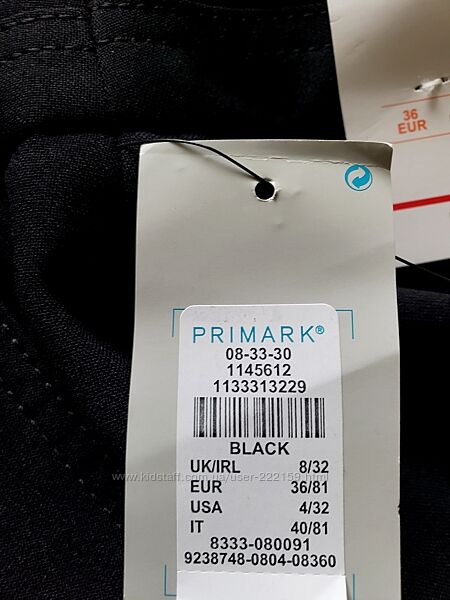 36
EUR
PRIMARK®
08-33-30
1145612
1133313229
BLACK
UK/IRL 8/32
EUR 36/81
USA 4/32
IT 40/81
8333-080091
9238748-0804-08360
www.kidstaff.com.ua/user-222159.html